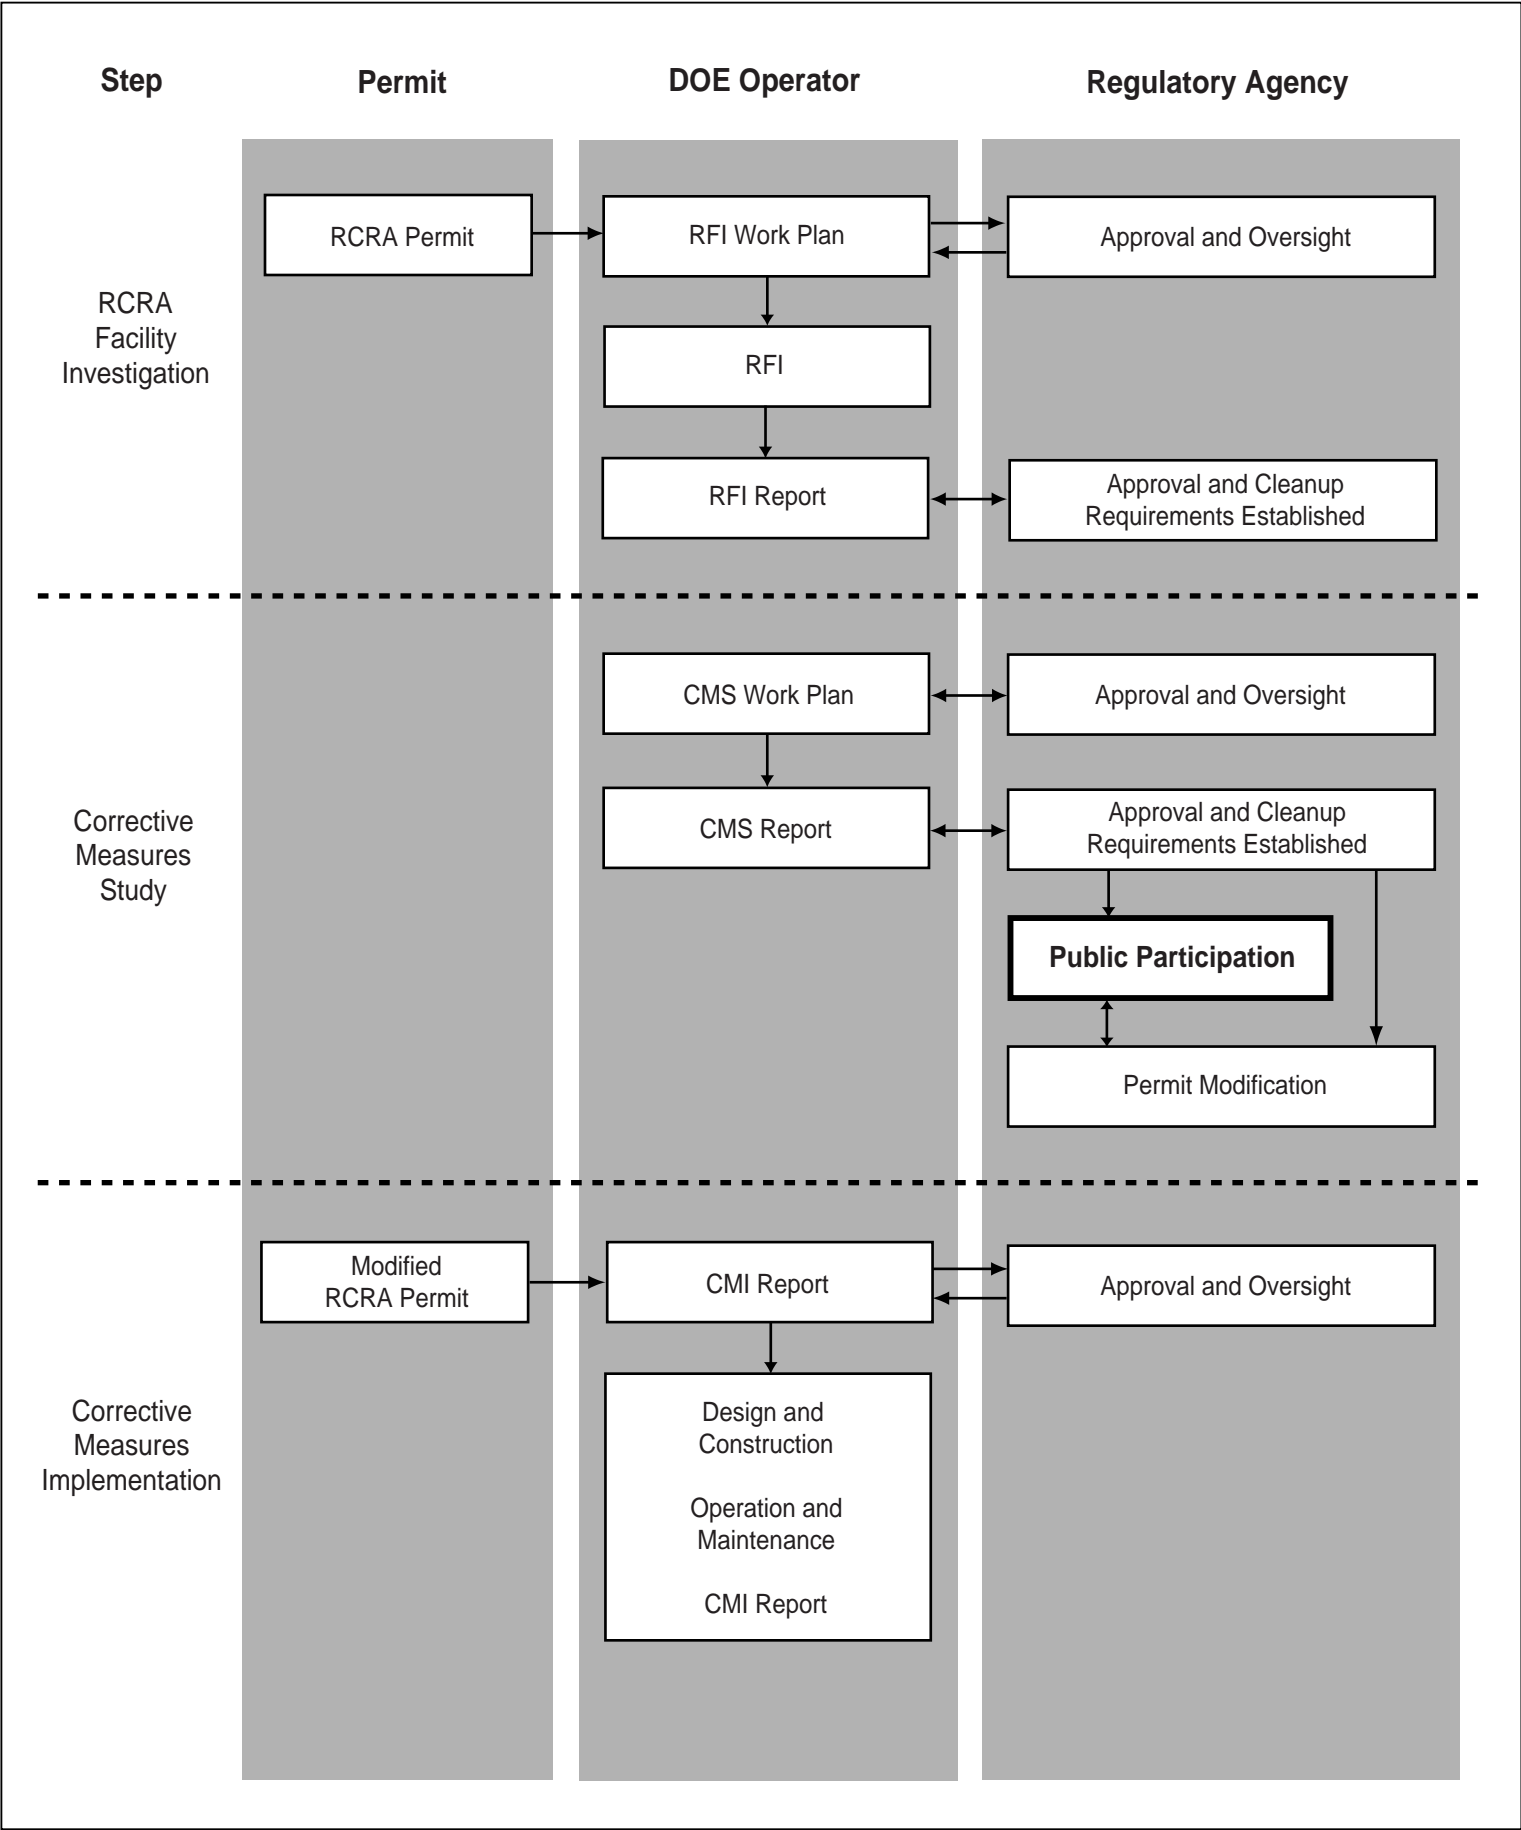 Step
Permit
DOE Operator
Regulatory Agency
RCRA
Facility
Investigation
RCRA Permit
RFI Work Plan
Approval and Oversight
RFI
RFI Report
Approval and Cleanup
Requirements Established
Corrective
Measures
Study
CMS Work Plan
Approval and Oversight
CMS Report
Approval and Cleanup
Requirements Established
Public Participation
Permit Modification
Corrective
Measures
Implementation
Modified
RCRA Permit
CMI Report
Approval and Oversight
Design and
Construction
Operation and
Maintenance
CMI Report